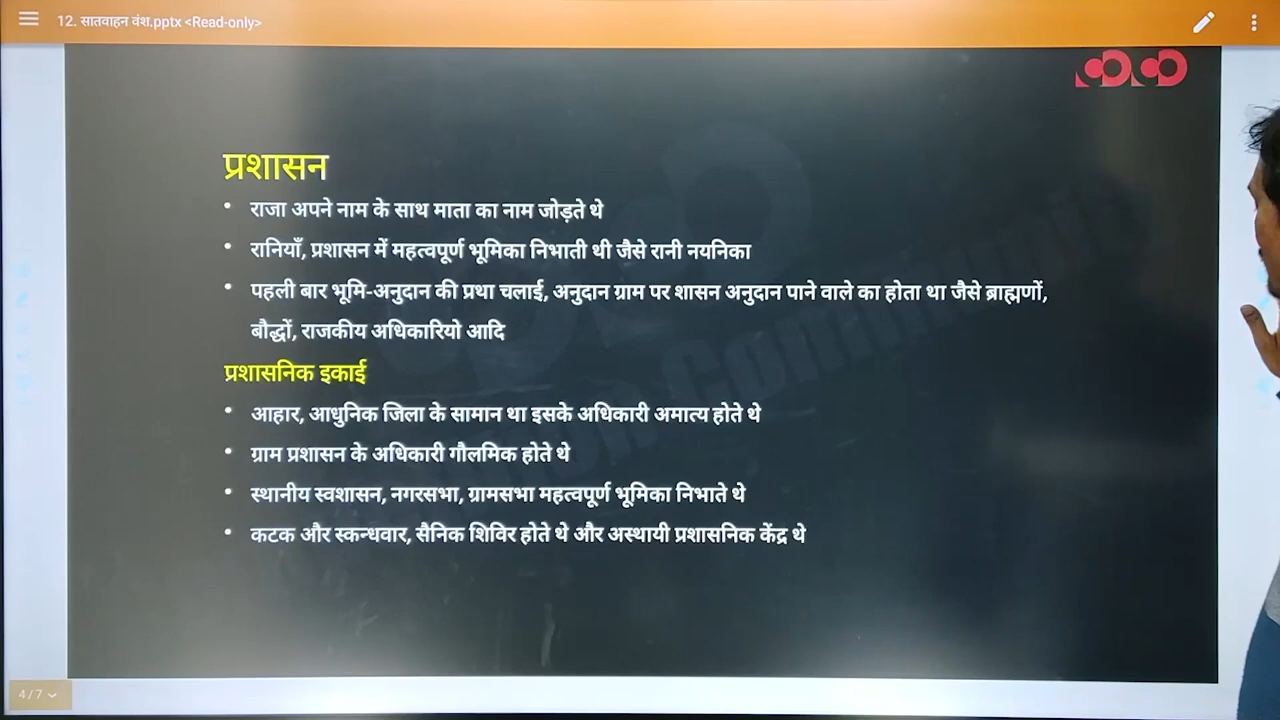 12. सातवाहन वंश.pptx <Read-only>
प्रशासन
• राजा अपने नाम के साथ माता का नाम जोड़ते थे
• रानियाँ, प्रशासन में महत्वपूर्ण भूमिका निभाती थी जैसे रानी नयनिका
• पहली बार भूमि-अनुदान की प्रथा चलाई, अनुदान ग्राम पर शासन अनुदान पाने वाले का होता था जैसे ब्राह्मणों,
बौद्धों, राजकीय अधिकारियो आदि
प्रशासनिक इकाई
• आहार, आधुनिक जिला के सामान था इसके अधिकारी अमात्य होते थे
• ग्राम प्रशासन के अधिकारी गौलमिक होते थे
• स्थानीय स्वशासन, नगरसभा, ग्रामसभा महत्वपूर्ण भूमिका निभाते थे
• कटक और स्कन्धवार, सैनिक शिविर होते थे और अस्थायी प्रशासनिक केंद्र थे
4 / 7